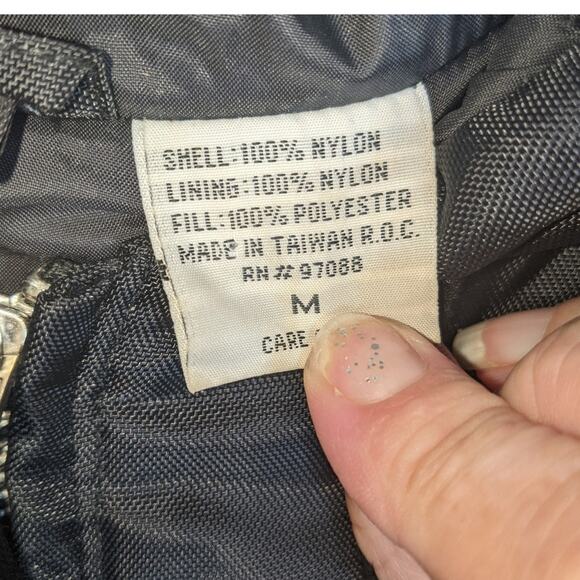 SHELL:100% NYLON
LINING:100% NYLON
FILL:100% POLYESTER
MADE IN TAIWAN R.O.C.
RN# 97088
M
CARE